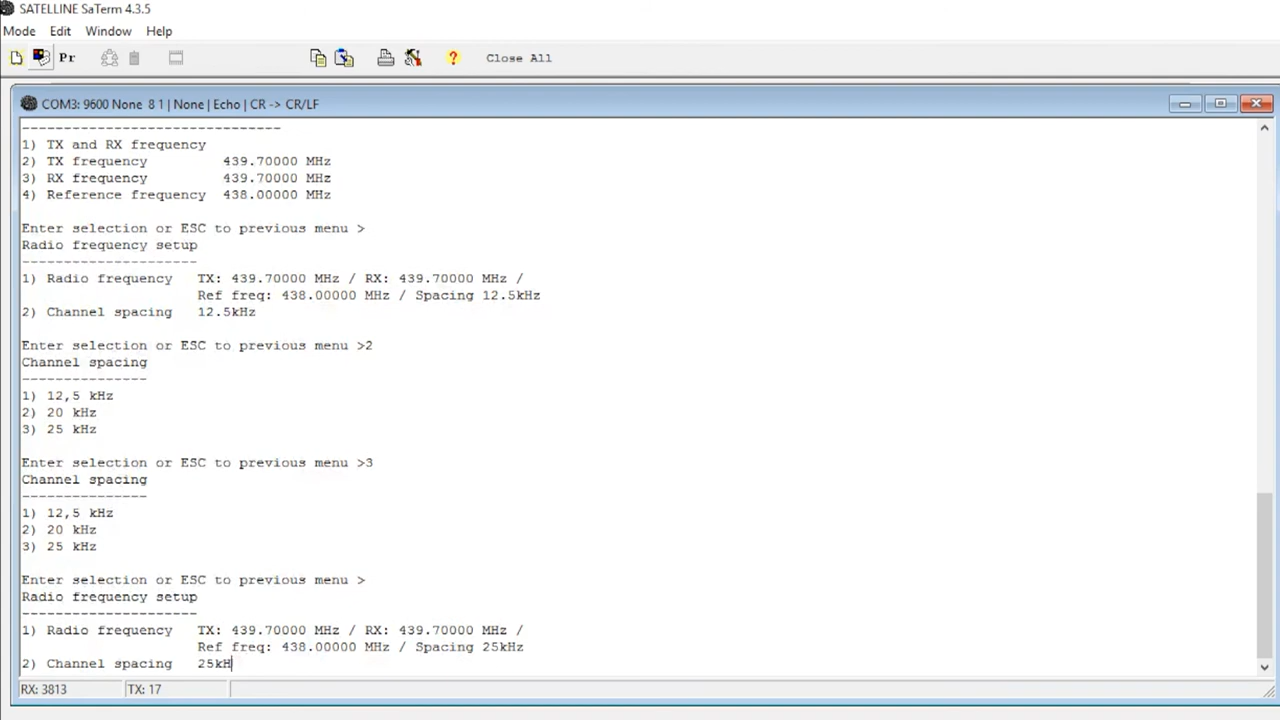 SATELLINE SaTerm 4.3.5
Mode Edit Window Help
Pr ? Close All
COM3: 9600 None 8 1 | None | Echo | CR -> CR/LF
-------------------------------
1) TX and RX frequency
2) TX frequency 439.70000 MHz
3) RX frequency 439.70000 MHz
4) Reference frequency 438.00000 MHz
Enter selection or ESC to previous menu >
Radio frequency setup
---------------------
1) Radio frequency TX: 439.70000 MHz / RX: 439.70000 MHz /
Ref freq: 438.00000 MHz / Spacing 12.5kHz
2) Channel spacing 12.5kHz
Enter selection or ESC to previous menu >2
Channel spacing
---------------
1) 12,5 kHz
2) 20 kHz
3) 25 kHz
Enter selection or ESC to previous menu >3
Channel spacing
---------------
1) 12,5 kHz
2) 20 kHz
3) 25 kHz
Enter selection or ESC to previous menu >
Radio frequency setup
---------------------
1) Radio frequency TX: 439.70000 MHz / RX: 439.70000 MHz /
Ref freq: 438.00000 MHz / Spacing 25kHz
2) Channel spacing 25kH
RX: 3813 TX: 17